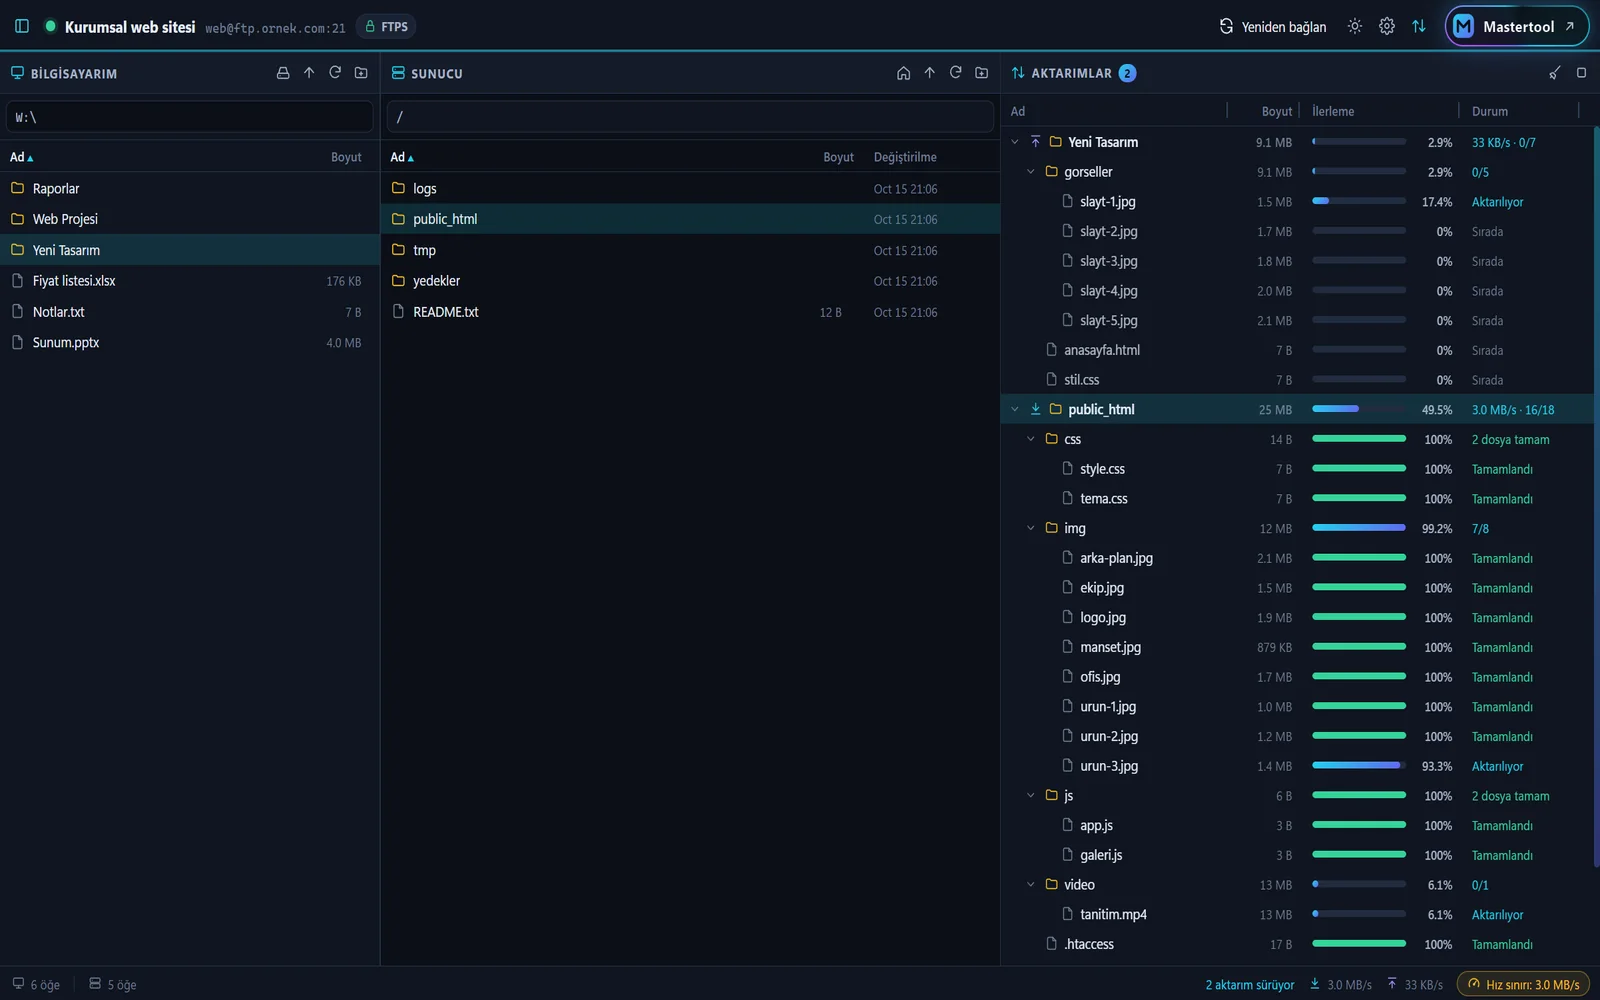 Kurumsal web sitesi web@ftp.ornek.com:21 FTPS Yeniden bağlan Mastertool
BİLGİSAYARIM
W:\
Ad Boyut
Raporlar
Web Projesi
Yeni Tasarım
Fiyat listesi.xlsx 176 KB
Notlar.txt 7 B
Sunum.pptx 4.0 MB
SUNUCU
/
Ad Boyut Değiştirilme
logs Oct 15 21:06
public_html Oct 15 21:06
tmp Oct 15 21:06
yedekler Oct 15 21:06
README.txt 12 B Oct 15 21:06
AKTARIMLAR 2
Ad Boyut İlerleme Durum
Yeni Tasarım 9.1 MB 2.9% 33 KB/s · 0/7
gorseller 9.1 MB 2.9% 0/5
slayt-1.jpg 1.5 MB 17.4% Aktarılıyor
slayt-2.jpg 1.7 MB 0% Sırada
slayt-3.jpg 1.8 MB 0% Sırada
slayt-4.jpg 2.0 MB 0% Sırada
slayt-5.jpg 2.1 MB 0% Sırada
anasayfa.html 7 B 0% Sırada
stil.css 7 B 0% Sırada
public_html 25 MB 49.5% 3.0 MB/s · 16/18
css 14 B 100% 2 dosya tamam
style.css 7 B 100% Tamamlandı
tema.css 7 B 100% Tamamlandı
img 12 MB 99.2% 7/8
arka-plan.jpg 2.1 MB 100% Tamamlandı
ekip.jpg 1.5 MB 100% Tamamlandı
logo.jpg 1.9 MB 100% Tamamlandı
manset.jpg 879 KB 100% Tamamlandı
ofis.jpg 1.7 MB 100% Tamamlandı
urun-1.jpg 1.0 MB 100% Tamamlandı
urun-2.jpg 1.2 MB 100% Tamamlandı
urun-3.jpg 1.4 MB 93.3% Aktarılıyor
js 6 B 100% 2 dosya tamam
app.js 3 B 100% Tamamlandı
galeri.js 3 B 100% Tamamlandı
video 13 MB 6.1% 0/1
tanitim.mp4 13 MB 6.1% Aktarılıyor
.htaccess 17 B 100% Tamamlandı
6 öğe 5 öğe 2 aktarım sürüyor 3.0 MB/s 33 KB/s Hız sınırı: 3.0 MB/s